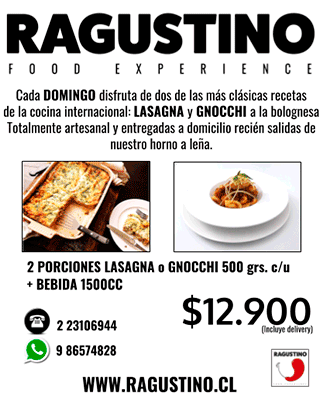 RAGUSTINO
FOOD EXPERIENCE
Cada DOMINGO disfruta de dos de las más clásicas recetas
de la cocina internacional: LASAGNA y GNOCCHI a la bolognesa
Totalmente artesanal y entregadas a domicilio recién salidas de
nuestro horno a leña.
2 PORCIONES LASAGNA o GNOCCHI 500 grs. c/u
+ BEBIDA 1500CC
$12.900
(Incluye delivery)
2 23106944
9 86574828
RAGUSTINO
WWW.RAGUSTINO.CL